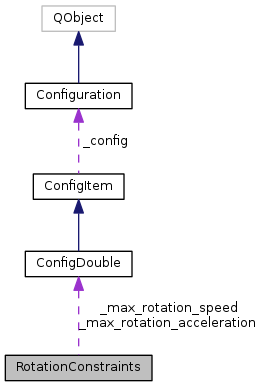 QObject
Configuration
_config
ConfigItem
ConfigDouble
_max_rotation_speed
_max_rotation_acceleration
RotationConstraints